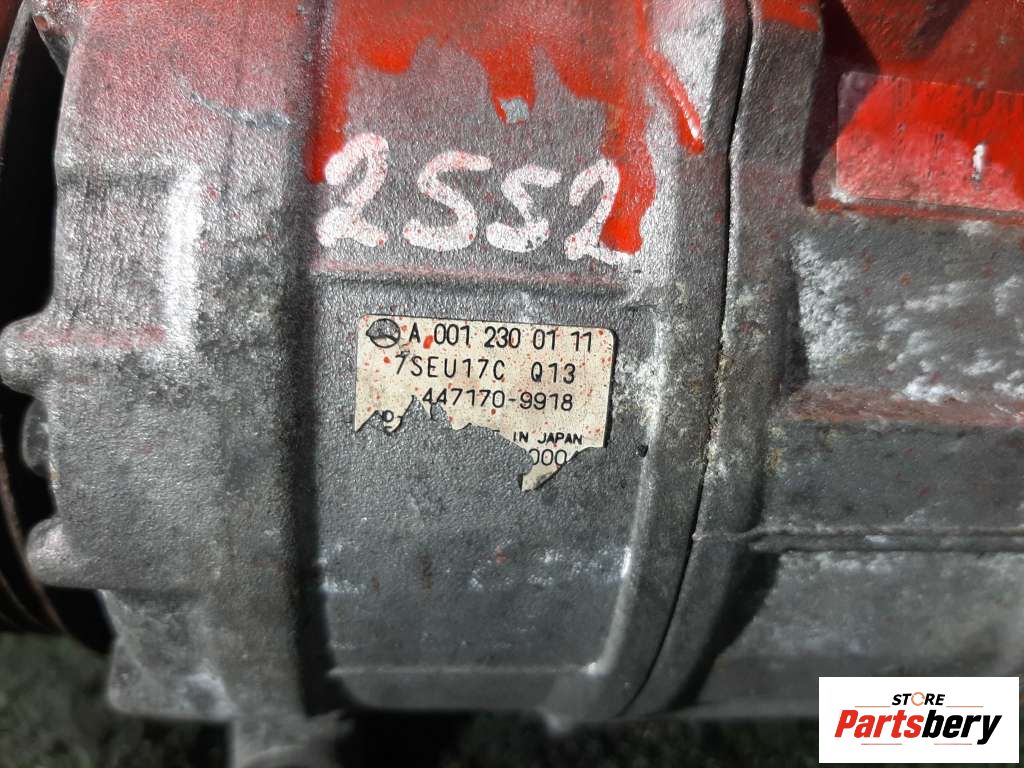 2552
A 001 230 01 11
7SEU17C Q13
447170-9918
IN JAPAN
STORE
Partsbery